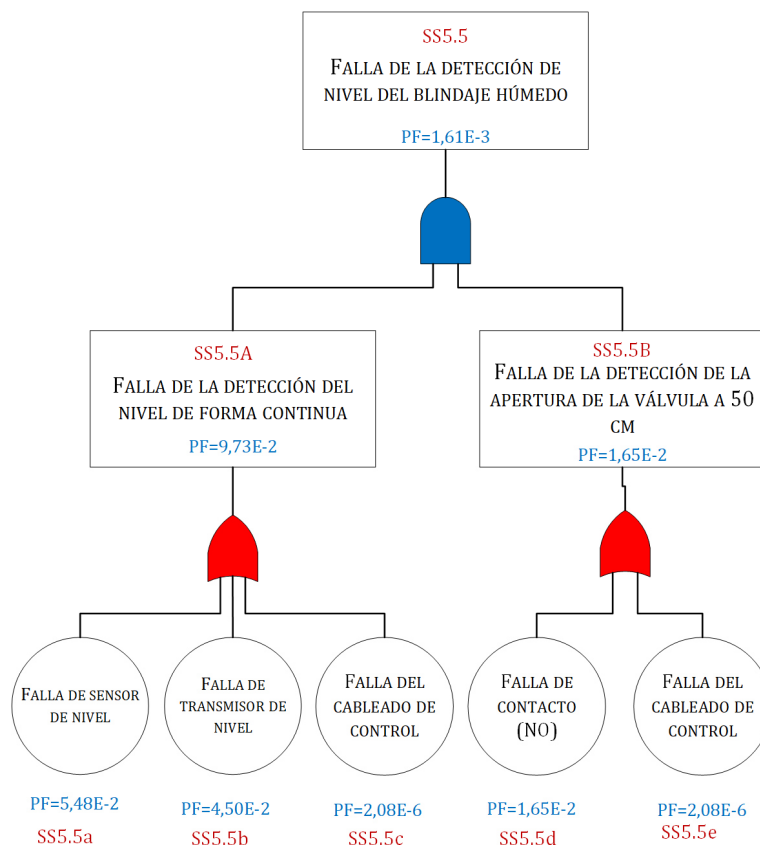 SS5.5
FALLA DE LA DETECCIÓN DE
NIVEL DEL BLINDAJE HÚMEDO
PF=1,61E-3
SS5.5A
FALLA DE LA DETECCIÓN DEL
NIVEL DE FORMA CONTINUA
PF=9,73E-2
SS5.5B
FALLA DE LA DETECCIÓN DE LA
APERTURA DE LA VÁLVULA A 50
CM
PF=1,65E-2
FALLA DE SENSOR
DE NIVEL
PF=5,48E-2
SS5.5a
FALLA DE
TRANSMISOR DE
NIVEL
PF=4,50E-2
SS5.5b
FALLA DEL
CABLEADO DE
CONTROL
PF=2,08E-6
SS5.5c
FALLA DE
CONTACTO
(NO)
PF=1,65E-2
SS5.5d
FALLA DEL
CABLEADO DE
CONTROL
PF=2,08E-6
SS5.5e